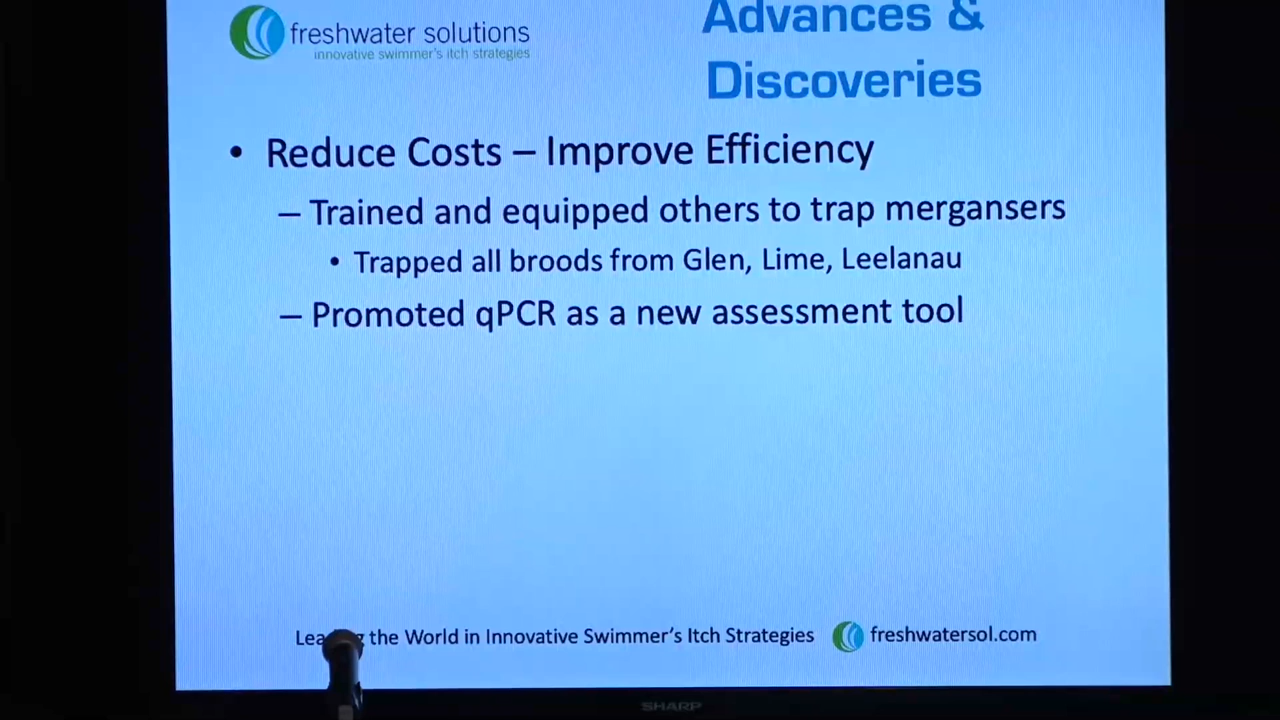 freshwater solutions
innovative swimmer's itch strategies
Advances &
Discoveries
• Reduce Costs – Improve Efficiency
– Trained and equipped others to trap mergansers
• Trapped all broods from Glen, Lime, Leelanau
– Promoted qPCR as a new assessment tool
the World in Innovative Swimmer's Itch Strategies
freshwatersol.com
SHARP